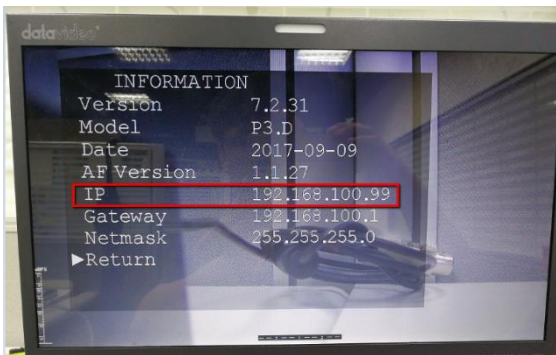 datavideo
INFORMATION
Version 7.2.31
Model P3.D
Date 2017-09-09
AF Version 1.1.27
IP 192.168.100.99
Gateway 192.168.100.1
Netmask 255.255.255.0
▶Return